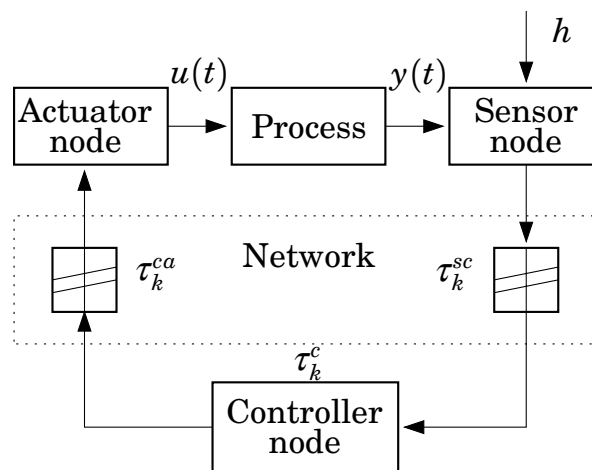 h
u(t)
y(t)
Actuator
node
Process
Sensor
node
Network
τ_k^{ca}
τ_k^{sc}
τ_k^c
Controller
node